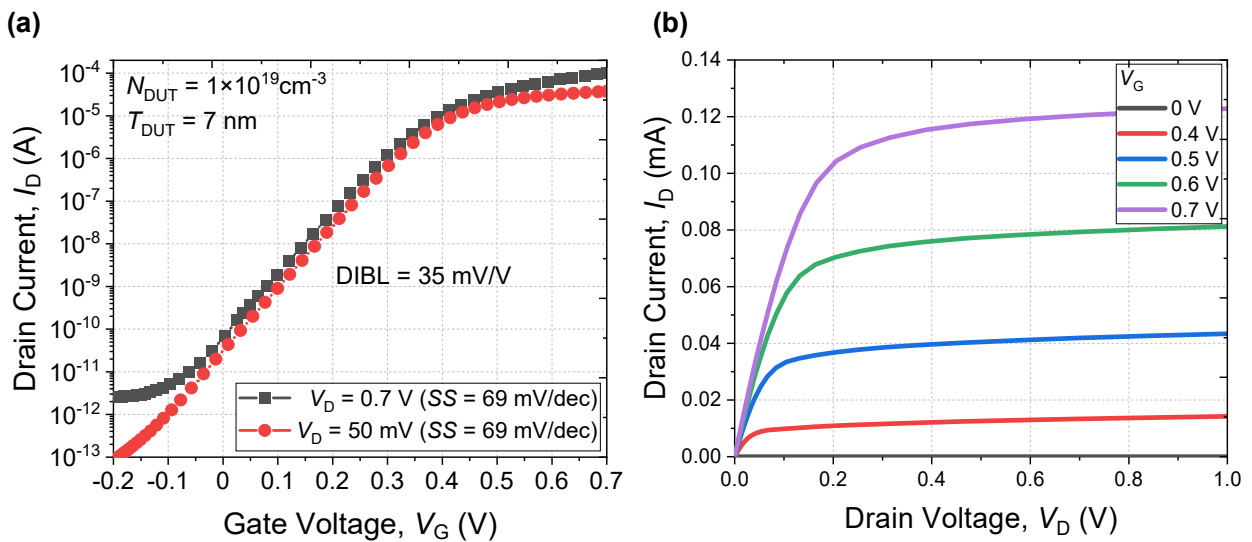 (a)
N_DUT = 1×10^19cm-3
T_DUT = 7 nm
DIBL = 35 mV/V
V_D = 0.7 V (SS = 69 mV/dec)
V_D = 50 mV (SS = 69 mV/dec)
10^-4
10^-5
10^-6
10^-7
10^-8
10^-9
10^-10
10^-11
10^-12
10^-13
Drain Current, I_D (A)
-0.2 -0.1 0 0.1 0.2 0.3 0.4 0.5 0.6 0.7
Gate Voltage, V_G (V)
(b)
V_G
0 V
0.4 V
0.5 V
0.6 V
0.7 V
0.14
0.12
0.10
0.08
0.06
0.04
0.02
0.00
Drain Current, I_D (mA)
0.0 0.2 0.4 0.6 0.8 1.0
Drain Voltage, V_D (V)